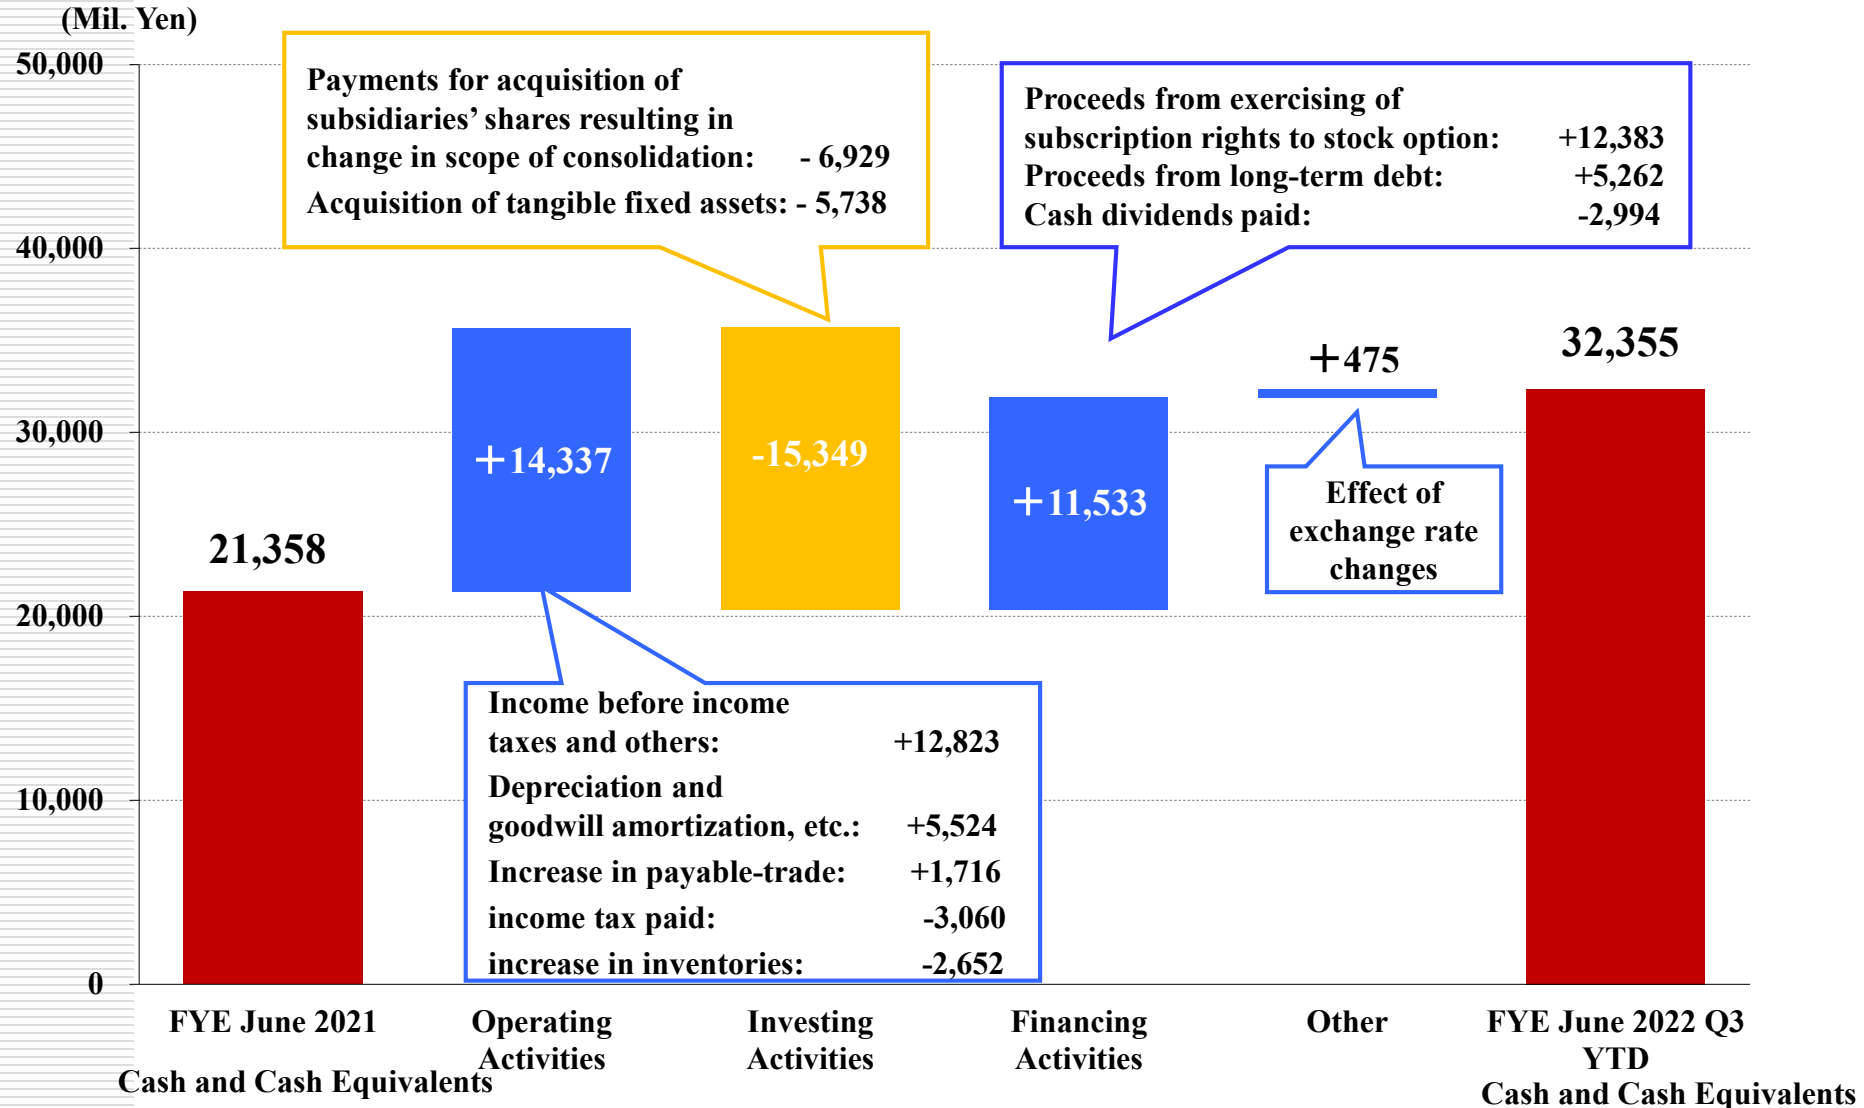 (Mil. Yen)
50,000
40,000
30,000
20,000
10,000
0
Payments for acquisition of
subsidiaries’ shares resulting in
change in scope of consolidation: - 6,929
Acquisition of tangible fixed assets: - 5,738
Proceeds from exercising of
subscription rights to stock option: +12,383
Proceeds from long-term debt: +5,262
Cash dividends paid: -2,994
21,358
+14,337
-15,349
+11,533
+475
32,355
Effect of
exchange rate
changes
Income before income
taxes and others: +12,823
Depreciation and
goodwill amortization, etc.: +5,524
Increase in payable-trade: +1,716
income tax paid: -3,060
increase in inventories: -2,652
FYE June 2021
Cash and Cash Equivalents
Operating
Activities
Investing
Activities
Financing
Activities
Other
FYE June 2022 Q3
YTD
Cash and Cash Equivalents